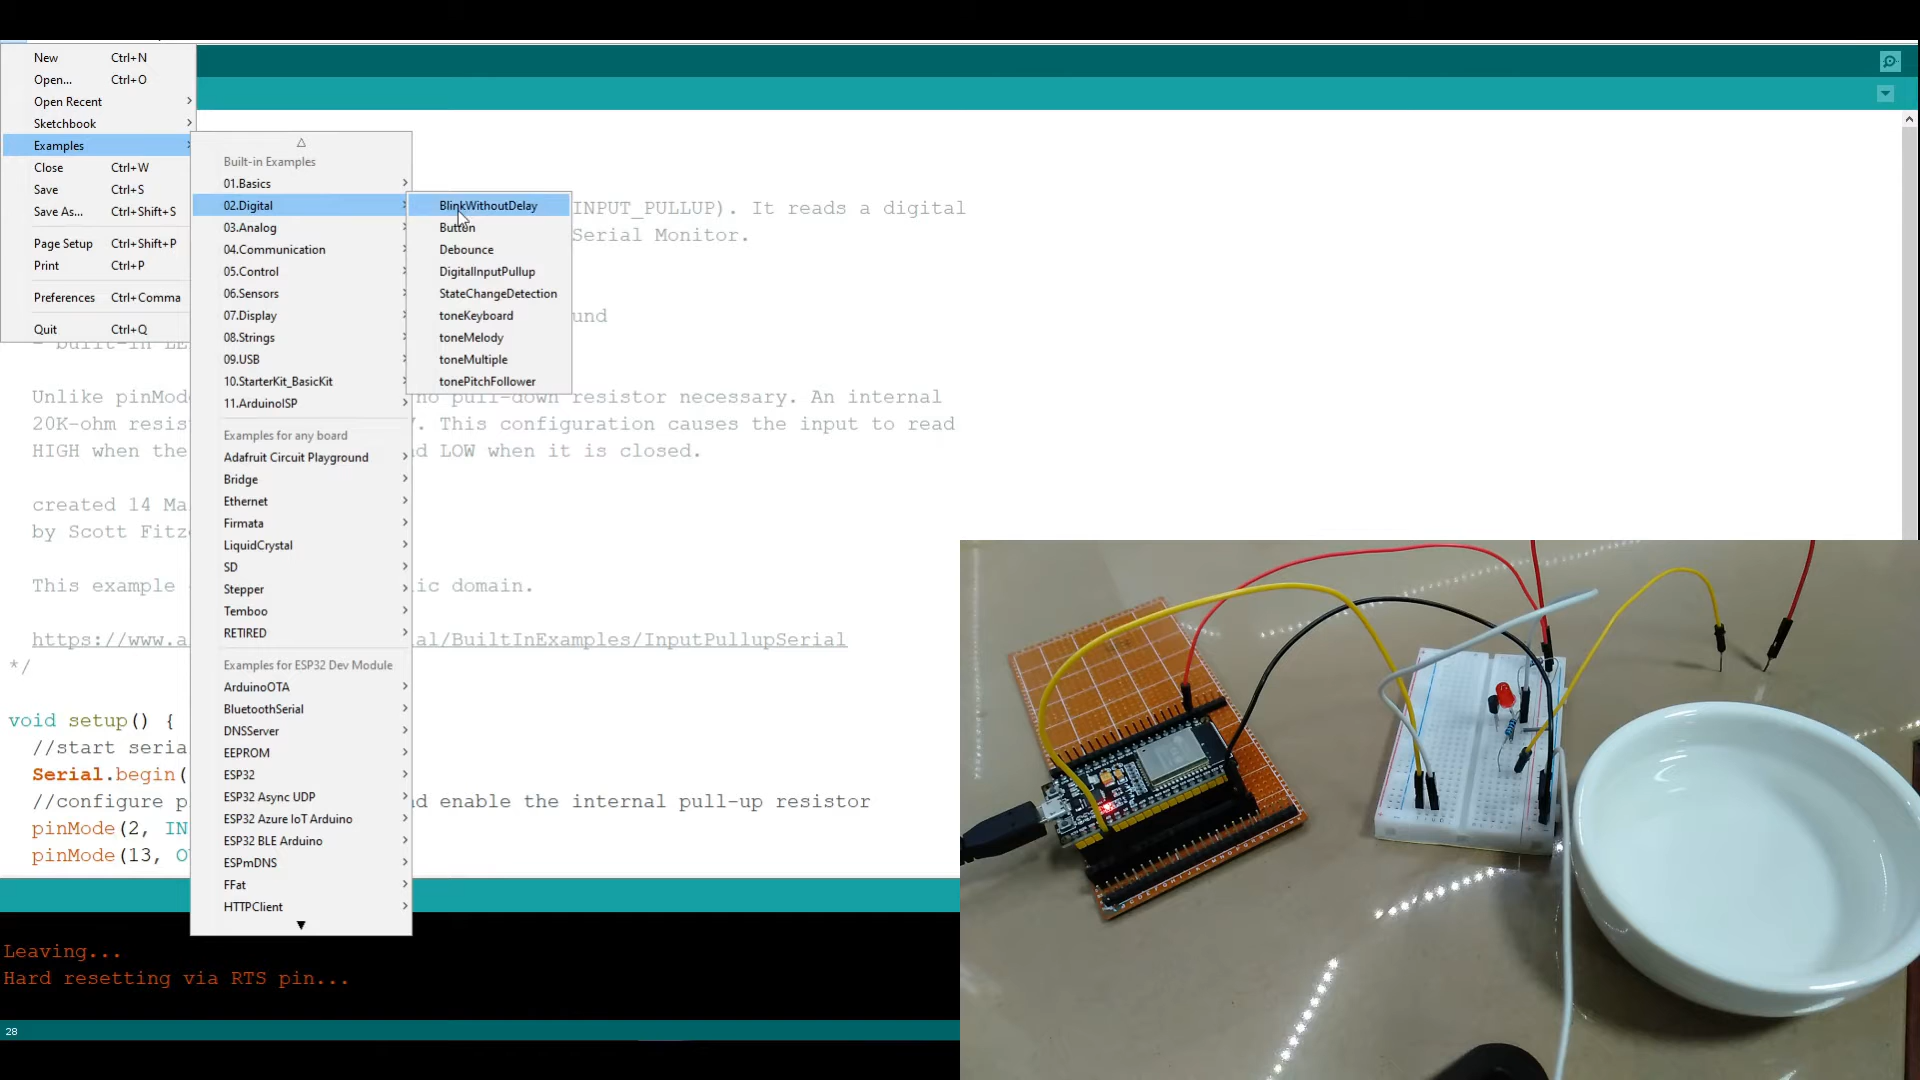 New Ctrl+N
Open... Ctrl+O
Open Recent
Sketchbook
Examples
Close Ctrl+W
Save Ctrl+S
Save As... Ctrl+Shift+S
Page Setup Ctrl+Shift+P
Print Ctrl+P
Preferences Ctrl+Comma
Quit Ctrl+Q
Built-in Examples
01.Basics
02.Digital
03.Analog
04.Communication
05.Control
06.Sensors
07.Display
08.Strings
09.USB
10.StarterKit_BasicKit
11.ArduinoISP
Examples for any board
Adafruit Circuit Playground
Bridge
Ethernet
Firmata
LiquidCrystal
SD
Stepper
Temboo
RETIRED
Examples for ESP32 Dev Module
ArduinoOTA
BluetoothSerial
DNSServer
EEPROM
ESP32
ESP32 Async UDP
ESP32 Azure IoT Arduino
ESP32 BLE Arduino
ESPmDNS
FFat
HTTPClient
BlinkWithoutDelay
Button
Debounce
DigitalInputPullup
StateChangeDetection
toneKeyboard
toneMelody
toneMultiple
tonePitchFollower
INPUT_PULLUP). It reads a digital
Serial Monitor.
und
Unlike pinMod no pull-down resistor necessary. An internal
20K-ohm resis . This configuration causes the input to read
HIGH when the d LOW when it is closed.
created 14 Ma
by Scott Fitz
This example ic domain.
https://www.a al/BuiltInExamples/InputPullupSerial
*/
void setup() {
//start seria
Serial.begin(
//configure p d enable the internal pull-up resistor
pinMode(2, IN
pinMode(13, O
Leaving...
Hard resetting via RTS pin...
28